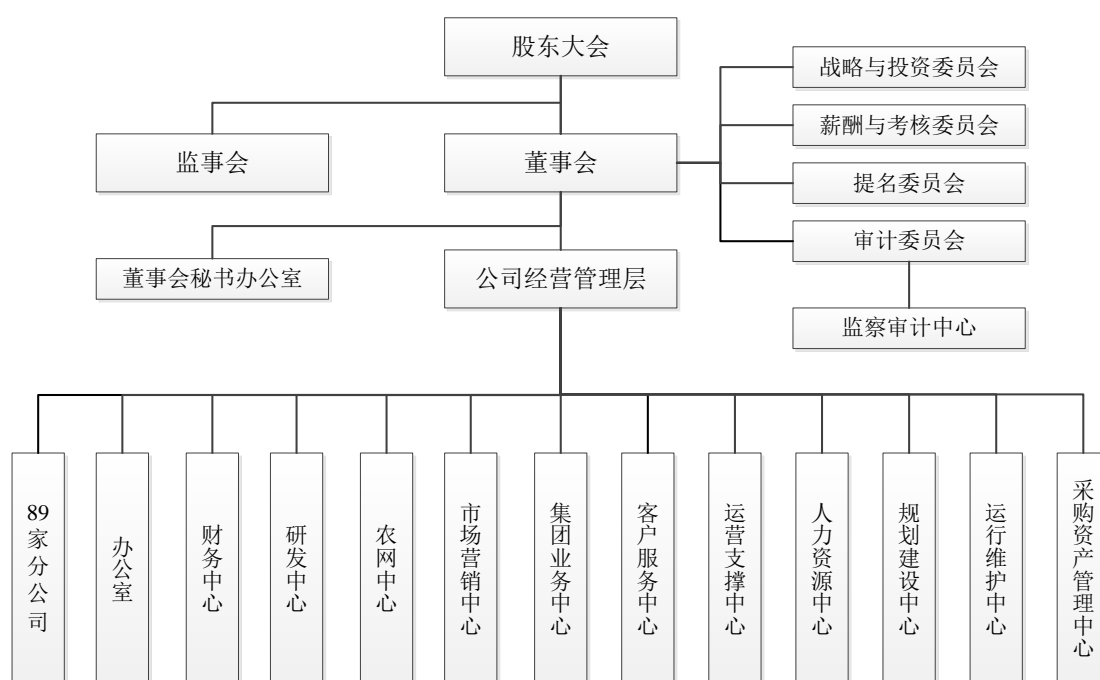 股东大会
战略与投资委员会
薪酬与考核委员会
监事会
董事会
提名委员会
审计委员会
董事会秘书办公室
公司经营管理层
监察审计中心
89家分公司
办公室
财务中心
研发中心
农网中心
市场营销中心
集团业务中心
客户服务中心
运营支撑中心
人力资源中心
规划建设中心
运行维护中心
采购资产管理中心